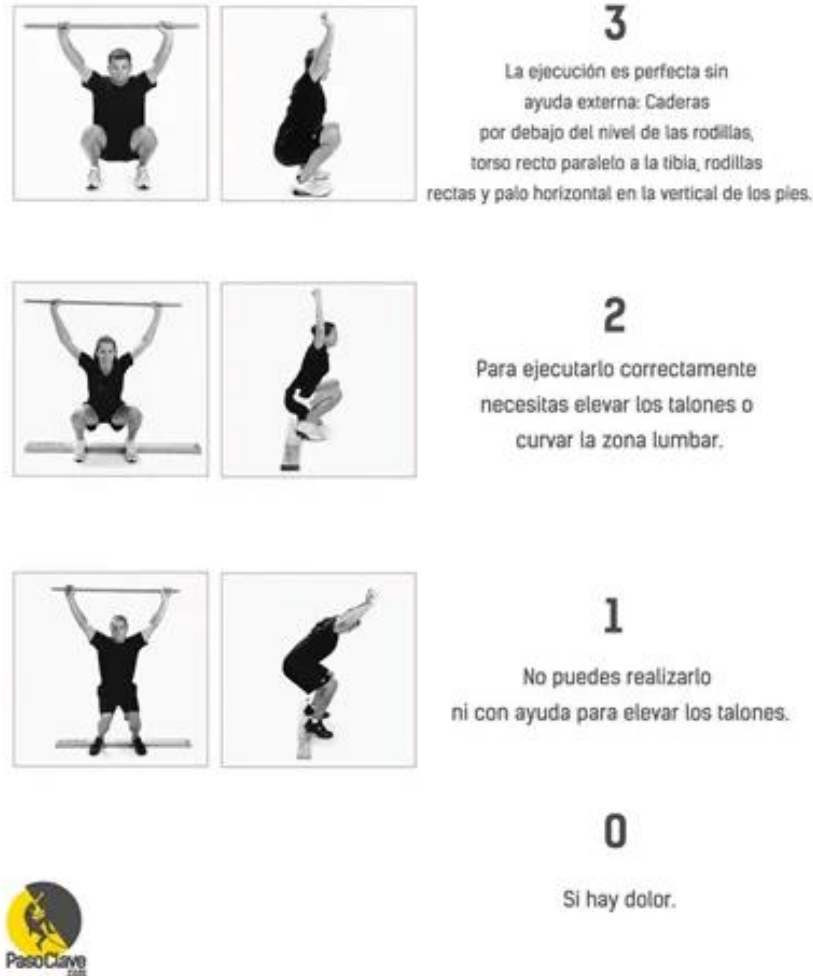 3
La ejecución es perfecta sin
ayuda externa: Caderas
por debajo del nivel de las rodillas,
torso recto paralelo a la tibia, rodillas
rectas y palo horizontal en la vertical de los pies.
2
Para ejecutarlo correctamente
necesitas elevar los talones o
curvar la zona lumbar.
1
No puedes realizarlo
ni con ayuda para elevar los talones.
0
Si hay dolor.
PasoClave
.com